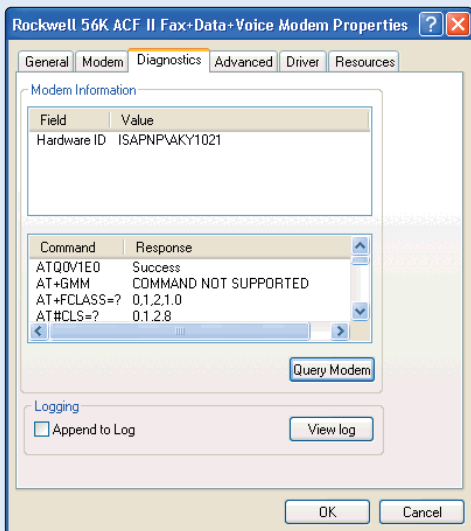 Rockwell 56K ACF II Fax+Data+Voice Modem Properties
General Modem Diagnostics Advanced Driver Resources
Modem Information
Field Value
Hardware ID ISAPNP\AKY1021
Command Response
ATQ0V1E0 Success
AT+GMM COMMAND NOT SUPPORTED
AT+FCLASS=? 0,1,2,1.0
AT#CLS=? 0,1,2,8
Query Modem
Logging
Append to Log View log
OK Cancel